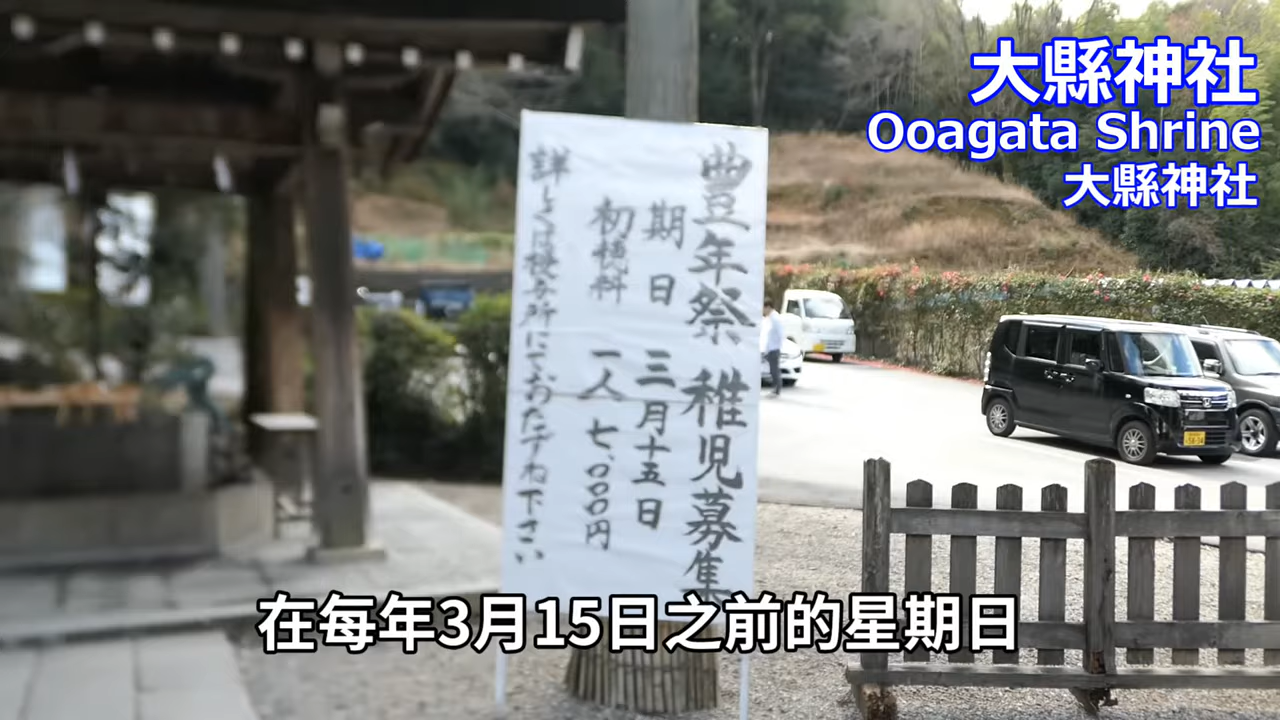 大縣神社
Ooagata Shrine
大縣神社
豊年祭 稚児募集
期日 三月十五日
初穂料 一人 七、〇〇〇円
詳しくは授与所にておたずね下さい
在每年3月15日之前的星期日